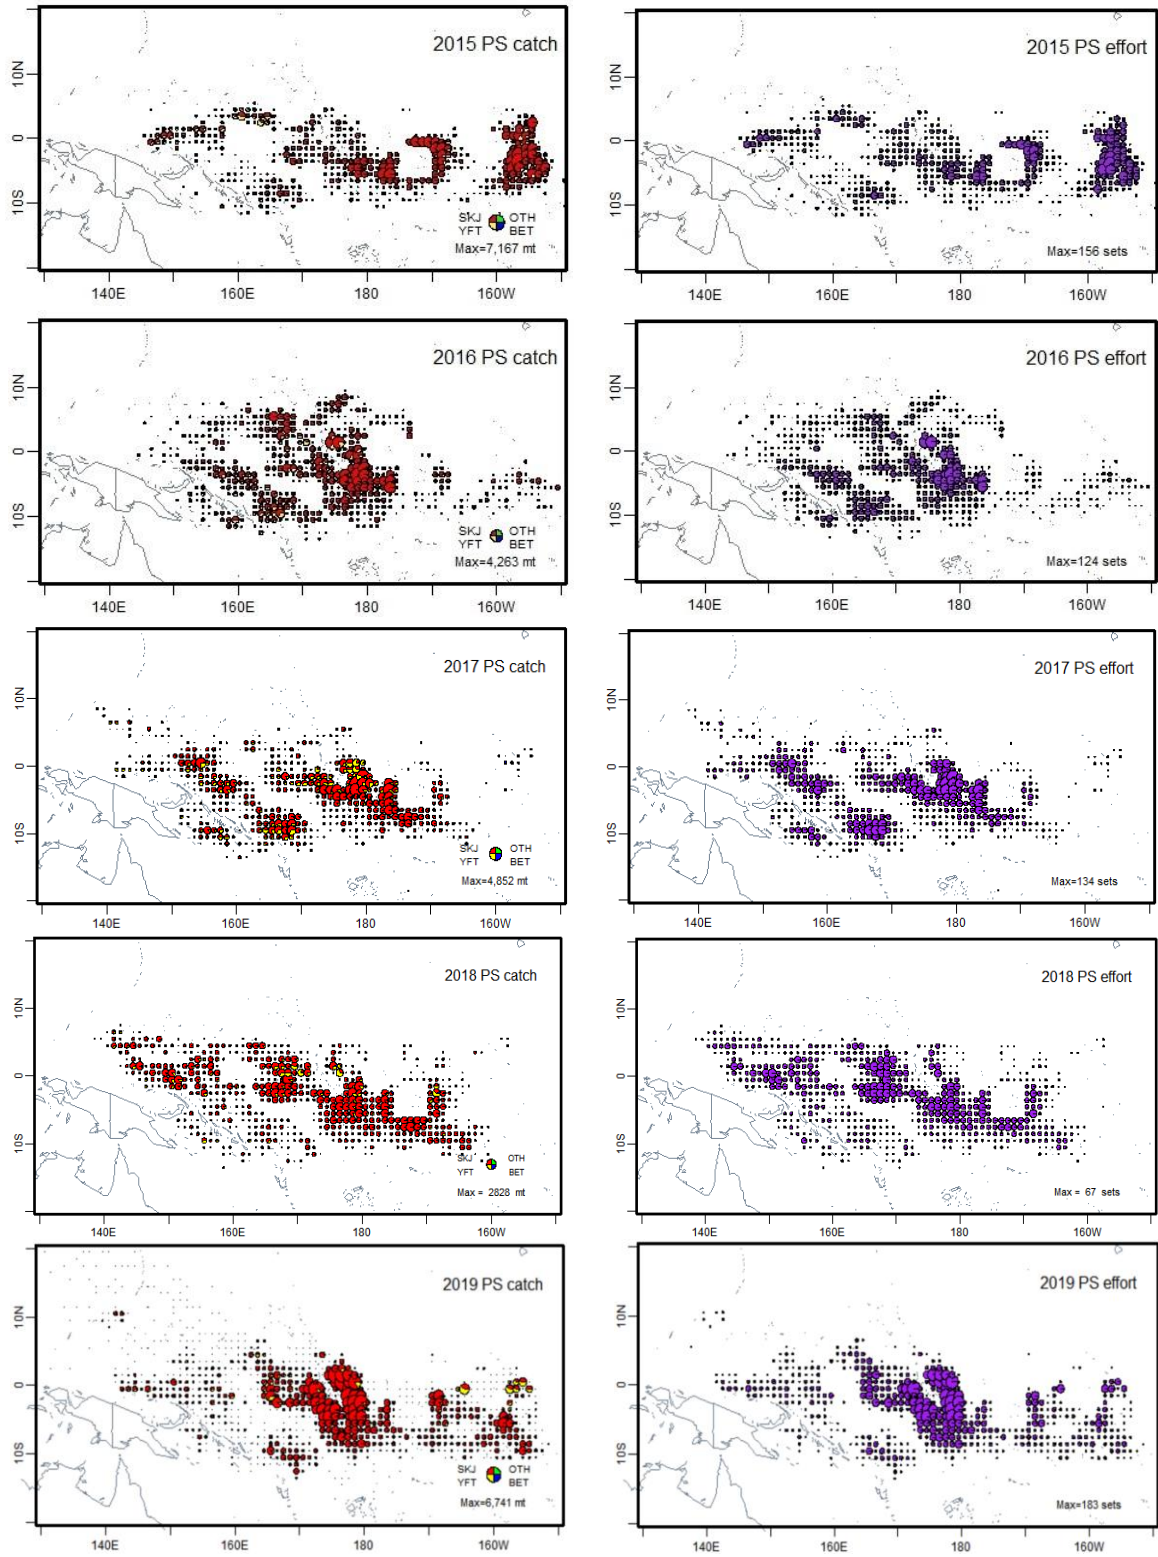 2015 PS catch
10N
0
10S
SKJ OTH
YFT BET
Max=7,167 mt
140E 160E 180 160W
2015 PS effort
10N
0
10S
Max=156 sets
140E 160E 180 160W
2016 PS catch
10N
0
10S
SKJ OTH
YFT BET
Max=4,263 mt
140E 160E 180 160W
2016 PS effort
10N
0
10S
Max=124 sets
140E 160E 180 160W
2017 PS catch
10N
0
10S
SKJ OTH
YFT BET
Max=4,852 mt
140E 160E 180 160W
2017 PS effort
10N
0
10S
Max=134 sets
140E 160E 180 160W
2018 PS catch
10N
0
10S
SKJ OTH
YFT BET
Max = 2828 mt
140E 160E 180 160W
2018 PS effort
10N
0
10S
Max = 67 sets
140E 160E 180 160W
2019 PS catch
10N
0
10S
SKJ OTH
YFT BET
Max=6,741 mt
140E 160E 180 160W
2019 PS effort
10N
0
10S
Max=183 sets
140E 160E 180 160W